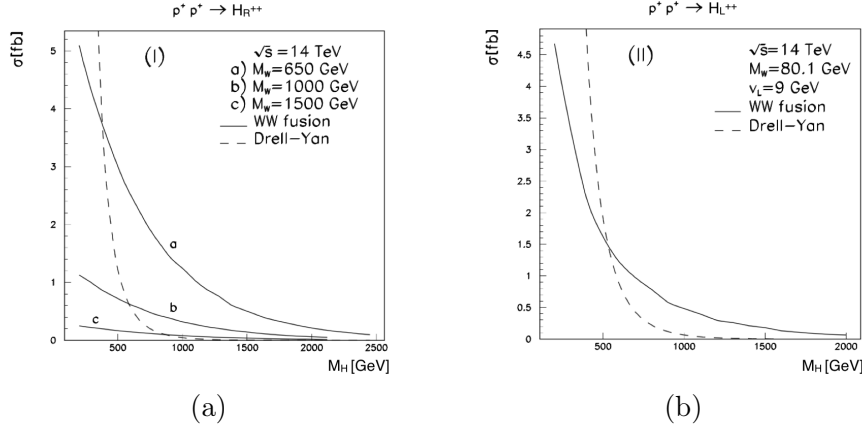 p⁺ p⁺ → H_R⁺⁺
σ[fb]
(I)
√s=14 TeV
a) M_W=650 GeV
b) M_W=1000 GeV
c) M_W=1500 GeV
WW fusion
Drell-Yan
5
4
3
2
1
0
a
b
c
500
1000
1500
2000
2500
M_H[GeV]
(a)
p⁺ p⁺ → H_L⁺⁺
σ[fb]
(II)
√s=14 TeV
M_W=80.1 GeV
v_L=9 GeV
WW fusion
Drell-Yan
4.5
4
3.5
3
2.5
2
1.5
1
0.5
0
500
1000
1500
2000
M_H[GeV]
(b)